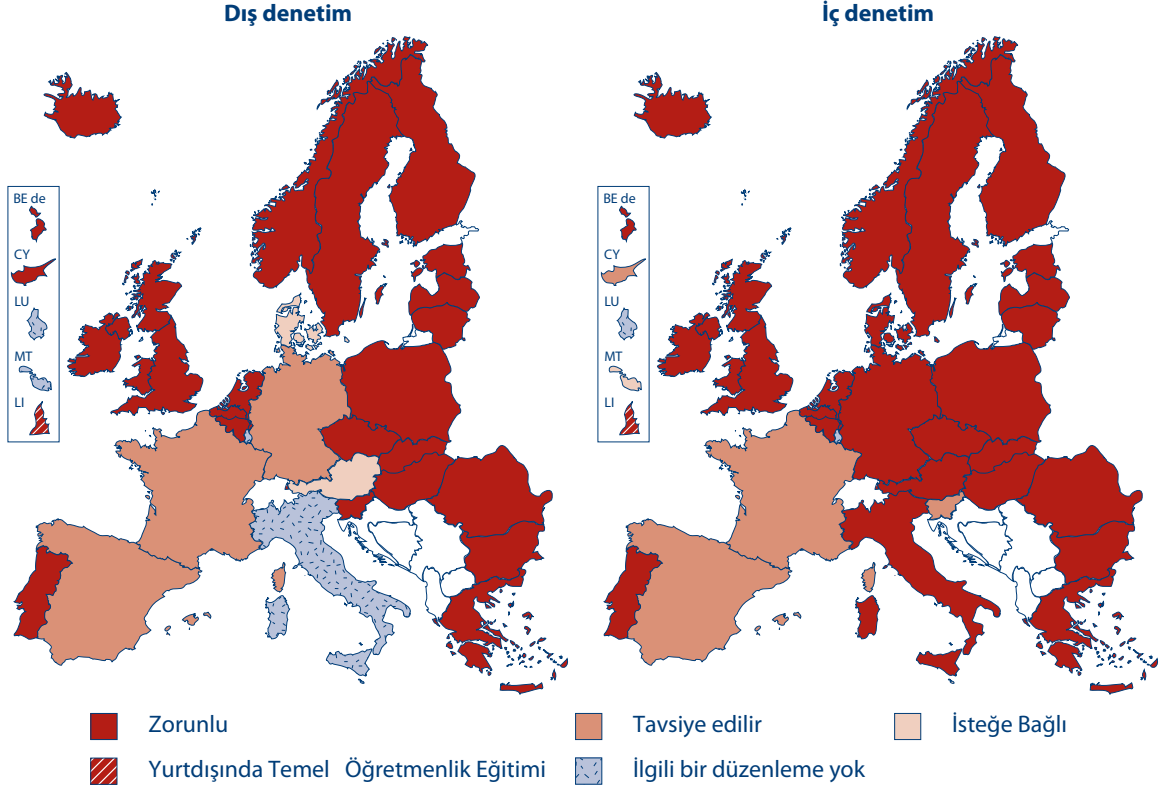 Dış denetim
İç denetim
BE de
CY
LU
MT
LI
BE de
CY
LU
MT
LI
Zorunlu
Tavsiye edilir
İsteğe Bağlı
Yurtdışında Temel Öğretmenlik Eğitimi
İlgili bir düzenleme yok